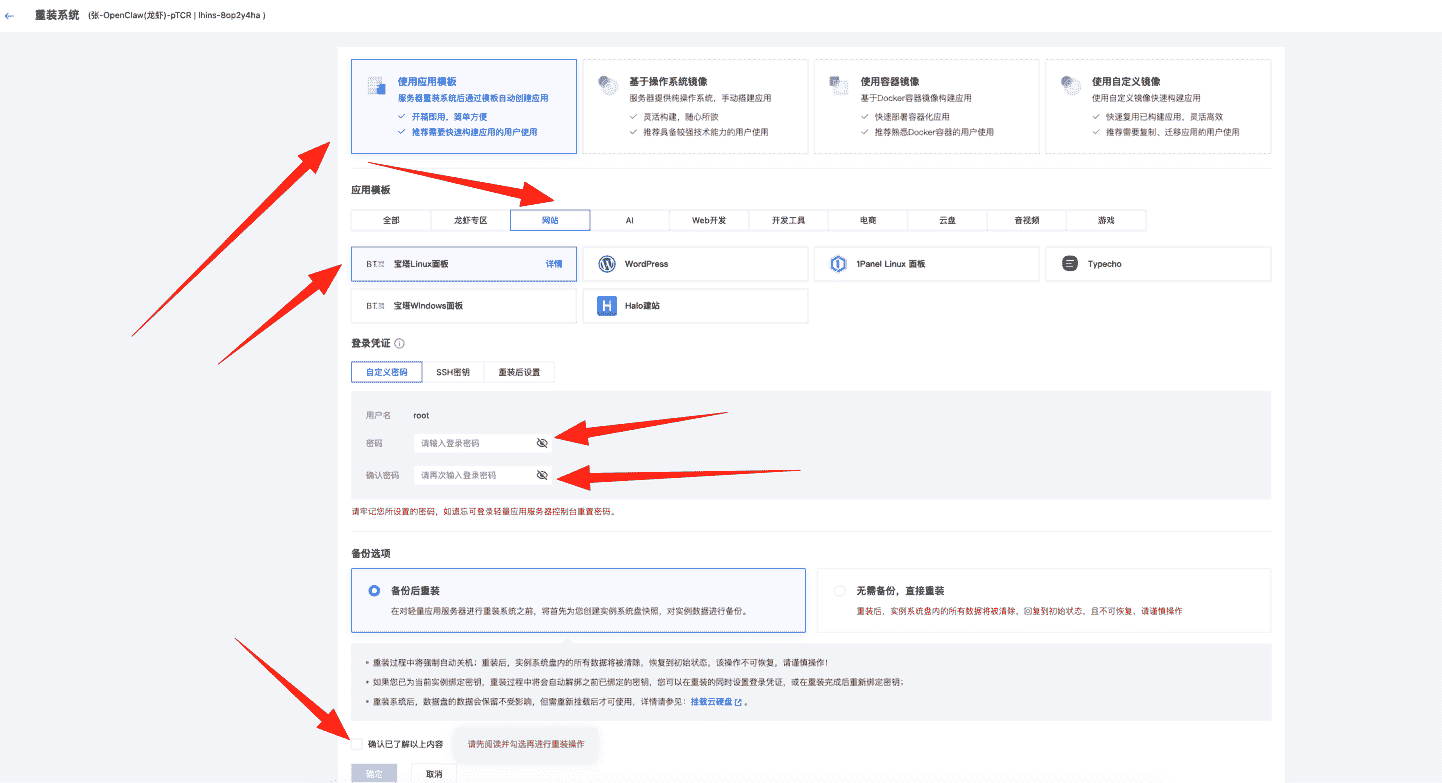 重装系统 (张-OpenClaw(龙虾)-pTCR | lhins-8op2y4ha )
使用应用模板
服务器重装系统后通过模板自动创建应用
开箱即用，简单方便
推荐需要快速构建应用的用户使用
基于操作系统镜像
服务器提供纯操作系统，手动搭建应用
灵活构建，随心所欲
推荐具备较强技术能力的用户使用
使用容器镜像
基于Docker容器镜像构建应用
快速部署容器化应用
推荐熟悉Docker容器的用户使用
使用自定义镜像
使用自定义镜像快速构建应用
快速复用已构建应用，灵活高效
推荐需要复制、迁移应用的用户使用
应用模板
全部 龙虾专区 网站 AI Web开发 开发工具 电商 云盘 音视频 游戏
宝塔Linux面板 详情 WordPress 1Panel Linux 面板 Typecho
宝塔Windows面板 Halo建站
登录凭证
自定义密码 SSH密钥 重装后设置
用户名 root
密码 请输入登录密码
确认密码 请再次输入登录密码
请牢记您所设置的密码，如遗忘可登录轻量应用服务器控制台重置密码。
备份选项
备份后重装
在对轻量应用服务器进行重装系统之前，将首先为您创建实例系统盘快照，对实例数据进行备份。
无需备份，直接重装
重装后，实例系统盘内的所有数据将被清除，回复到初始状态，且不可恢复，请谨慎操作
• 重装过程中将强制自动关机；重装后，实例系统盘内的所有数据将被清除，恢复到初始状态，该操作不可恢复，请谨慎操作！
• 如果您已为当前实例绑定密钥，重装过程中将会自动解绑之前已绑定的密钥，您可以在重装的同时设置登录凭证，或在重装完成后重新绑定密钥；
• 重装系统后，数据盘的数据会保留不受影响，但需重新挂载后才可使用，详情请参见：挂载云硬盘。
确认已了解以上内容 请先阅读并勾选再进行重装操作
确定 取消